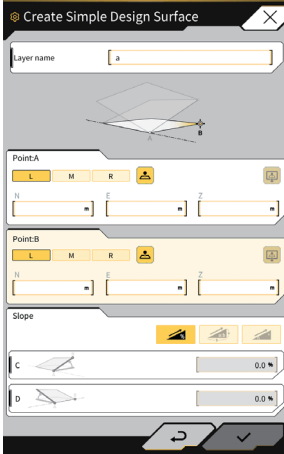 Create Simple Design Surface
Layer name
a
A
B
Point:A
L M R
N E Z
m m m
Point:B
L M R
N E Z
m m m
Slope
C 0.0 %
D 0.0 %